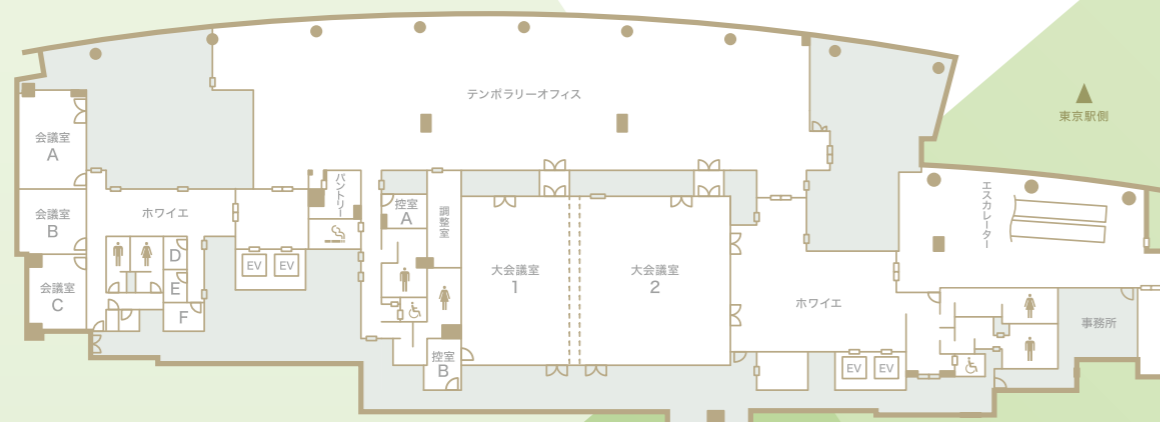 テンポラリーオフィス
東京駅側
会議室
A
パントリー
エスカレーター
控室
A
調整室
会議室
B
ホワイエ
D
EV
EV
大会議室
1
大会議室
2
会議室
C
E
F
ホワイエ
事務所
控室
B
EV
EV